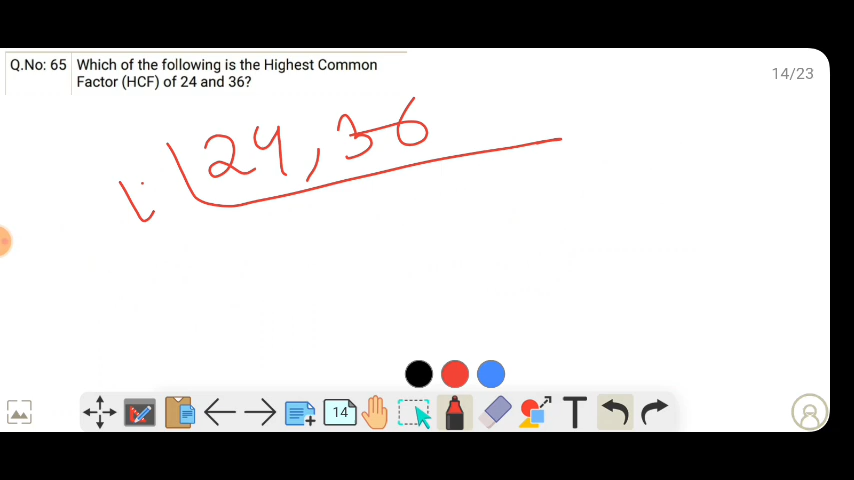 Q.No: 65 Which of the following is the Highest Common
Factor (HCF) of 24 and 36?
14/23
24, 36
14
T